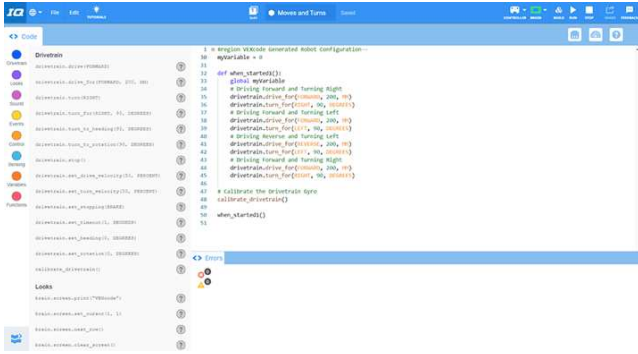 IQ
File
Edit
TUTORIALS
Moves and Turns
Saved
CONTROLLER
BRAIN
BUILD
RUN
STOP
SHARE
FEEDBACK
Code
Drivetrain
Looks
Sound
Events
Control
Sensing
Variables
Functions
Drivetrain
drivetrain.drive(FORWARD)
drivetrain.drive_for(FORWARD, 200, MM)
drivetrain.turn(RIGHT)
drivetrain.turn_for(RIGHT, 90, DEGREES)
drivetrain.turn_to_heading(90, DEGREES)
drivetrain.turn_to_rotation(90, DEGREES)
drivetrain.stop()
drivetrain.set_drive_velocity(50, PERCENT)
drivetrain.set_turn_velocity(50, PERCENT)
drivetrain.set_stopping(BRAKE)
drivetrain.set_timeout(1, SECONDS)
drivetrain.set_heading(0, DEGREES)
drivetrain.set_rotation(0, DEGREES)
calibrate_drivetrain()
Looks
brain.screen.print("VEXcode")
brain.screen.set_cursor(1, 1)
brain.screen.next_row()
brain.screen.clear_screen()
1 #region VEXcode Generated Robot Configuration
30 myVariable = 0
31
32 def when_started1():
33 global myVariable
34 # Driving Forward and Turning Right
35 drivetrain.drive_for(FORWARD, 200, MM)
36 drivetrain.turn_for(RIGHT, 90, DEGREES)
37 # Driving Forward and Turning Left
38 drivetrain.drive_for(FORWARD, 200, MM)
39 drivetrain.turn_for(LEFT, 90, DEGREES)
40 # Driving Reverse and Turning Left
41 drivetrain.drive_for(REVERSE, 200, MM)
42 drivetrain.turn_for(LEFT, 90, DEGREES)
43 # Driving Forward and Turning Right
44 drivetrain.drive_for(FORWARD, 200, MM)
45 drivetrain.turn_for(RIGHT, 90, DEGREES)
46
47 # Calibrate the Drivetrain Gyro
48 calibrate_drivetrain()
49
50 when_started1()
51
Errors
0
0